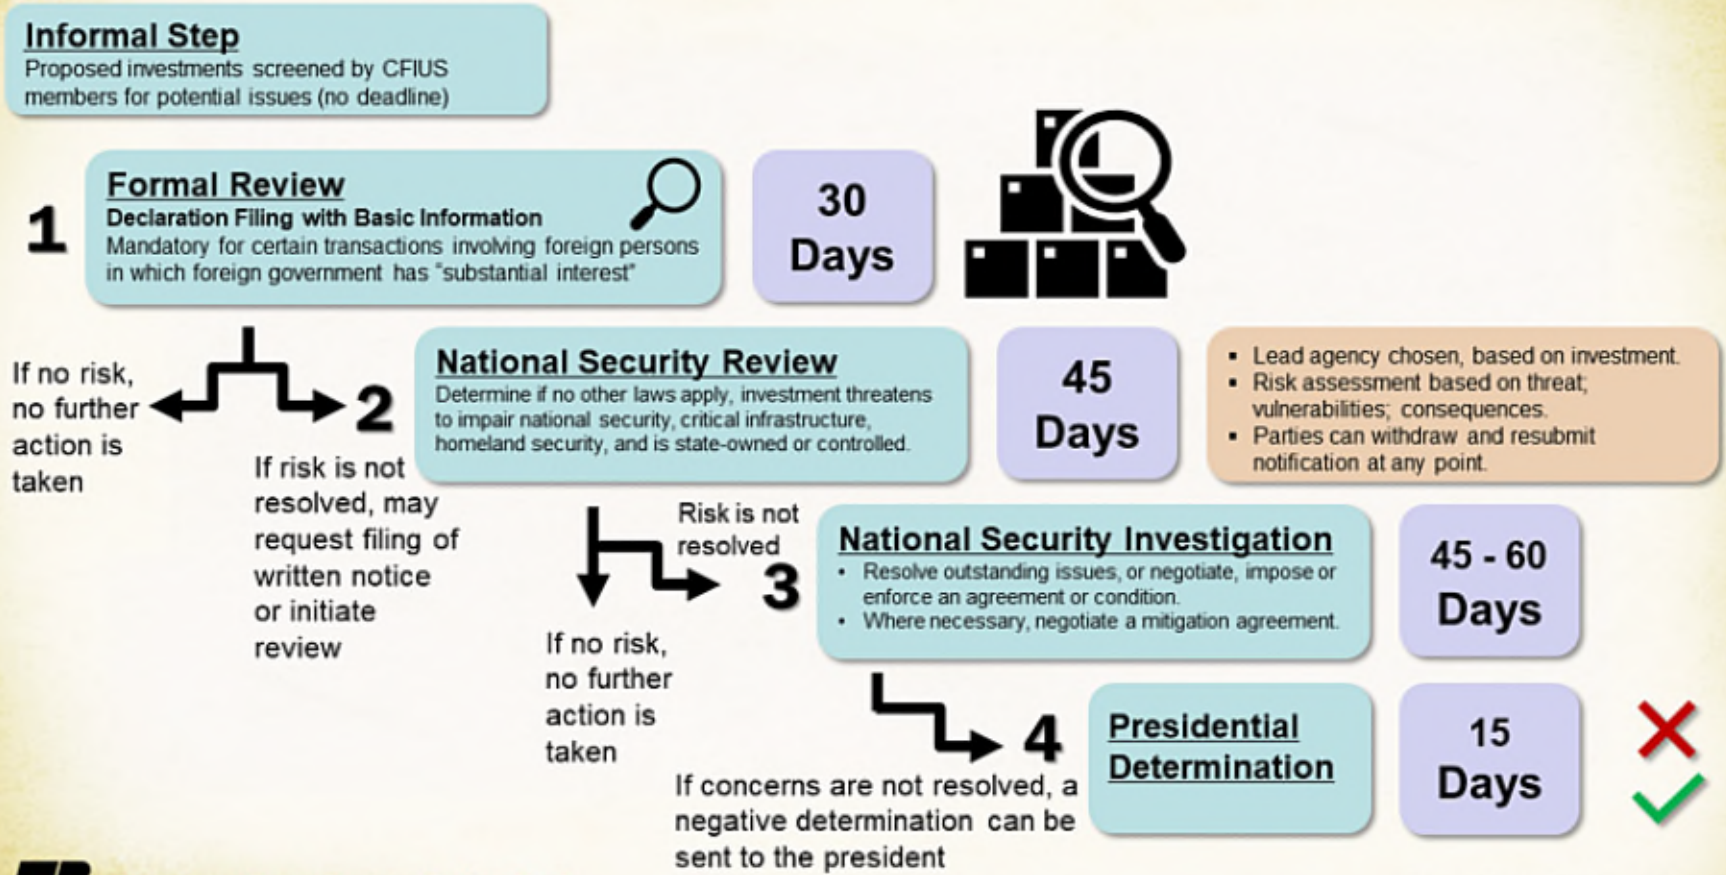 Informal Step
Proposed investments screened by CFIUS
members for potential issues (no deadline)
1
Formal Review
Declaration Filing with Basic Information
Mandatory for certain transactions involving foreign persons
in which foreign government has "substantial interest"
30
Days
If no risk,
no further
action is
taken
2
If risk is not
resolved, may
request filing of
written notice
or initiate
review
National Security Review
Determine if no other laws apply, investment threatens
to impair national security, critical infrastructure,
homeland security, and is state-owned or controlled.
45
Days
▪ Lead agency chosen, based on investment.
▪ Risk assessment based on threat;
vulnerabilities; consequences.
▪ Parties can withdraw and resubmit
notification at any point.
If no risk,
no further
action is
taken
Risk is not
resolved
3
National Security Investigation
• Resolve outstanding issues, or negotiate, impose or
enforce an agreement or condition.
• Where necessary, negotiate a mitigation agreement.
45 - 60
Days
4
If concerns are not resolved, a
negative determination can be
sent to the president
Presidential
Determination
15
Days